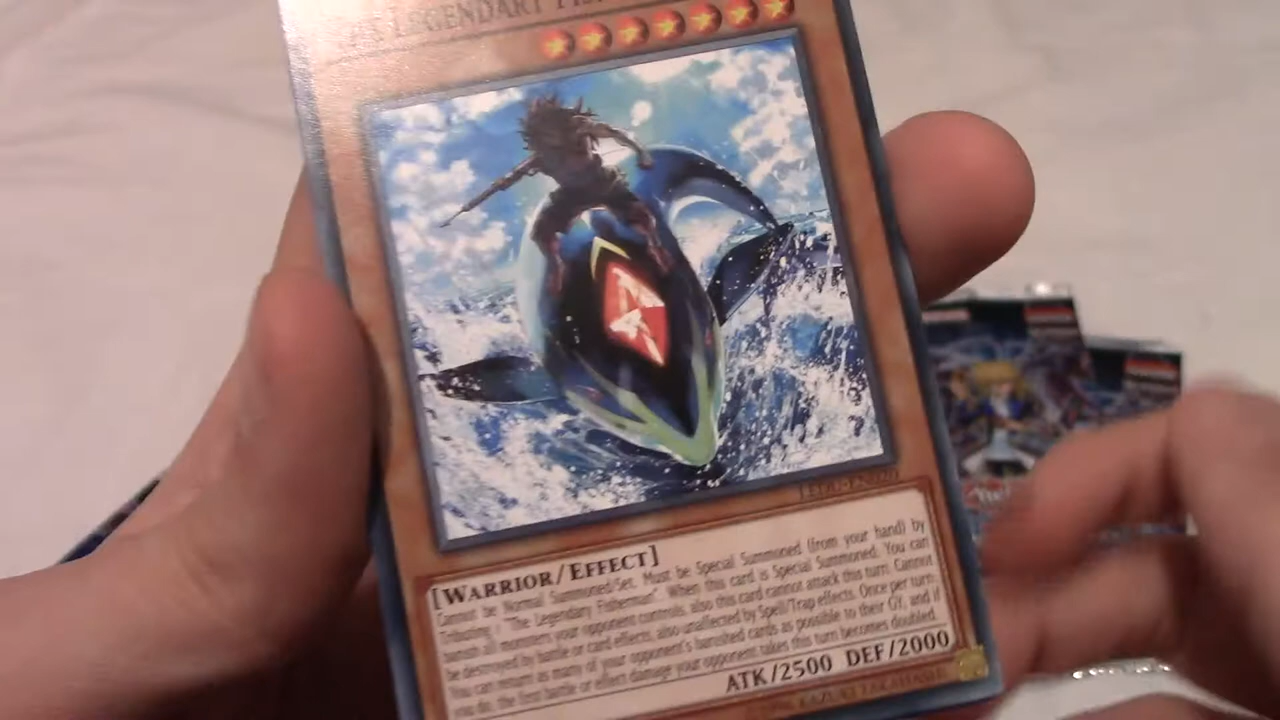 LEGENDARY FIS
[WARRIOR/EFFECT]
Cannot be Normal Summoned/Set. Must be Special Summoned (from your hand) by
Tributing 1 "The Legendary Fisherman". When this card is Special Summoned: You can
banish all monsters your opponent controls, also this card cannot attack this turn. Cannot
be destroyed by battle or card effects, also unaffected by Spell/Trap effects. Once per turn:
You can return as many of your opponent's banished cards as possible to their GY, and if
you do, the first battle or effect damage your opponent takes this turn becomes doubled.
ATK/2500 DEF/2000
KAZUKI TAKAHASHI